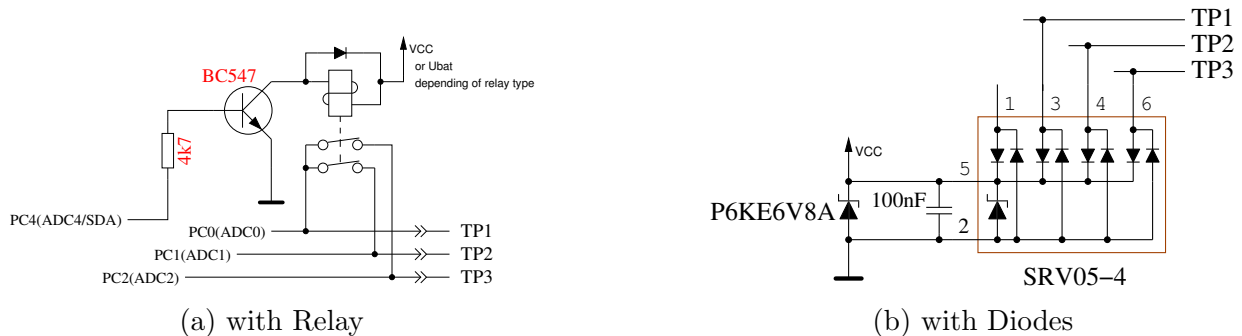 BC547
4k7
VCC
or Ubat
depending of relay type
PC4(ADC4/SDA)
PC0(ADC0)
TP1
PC1(ADC1)
TP2
PC2(ADC2)
TP3
(a) with Relay
TP1
TP2
TP3
1
3
4
6
VCC
5
P6KE6V8A
100nF
2
SRV05-4
(b) with Diodes